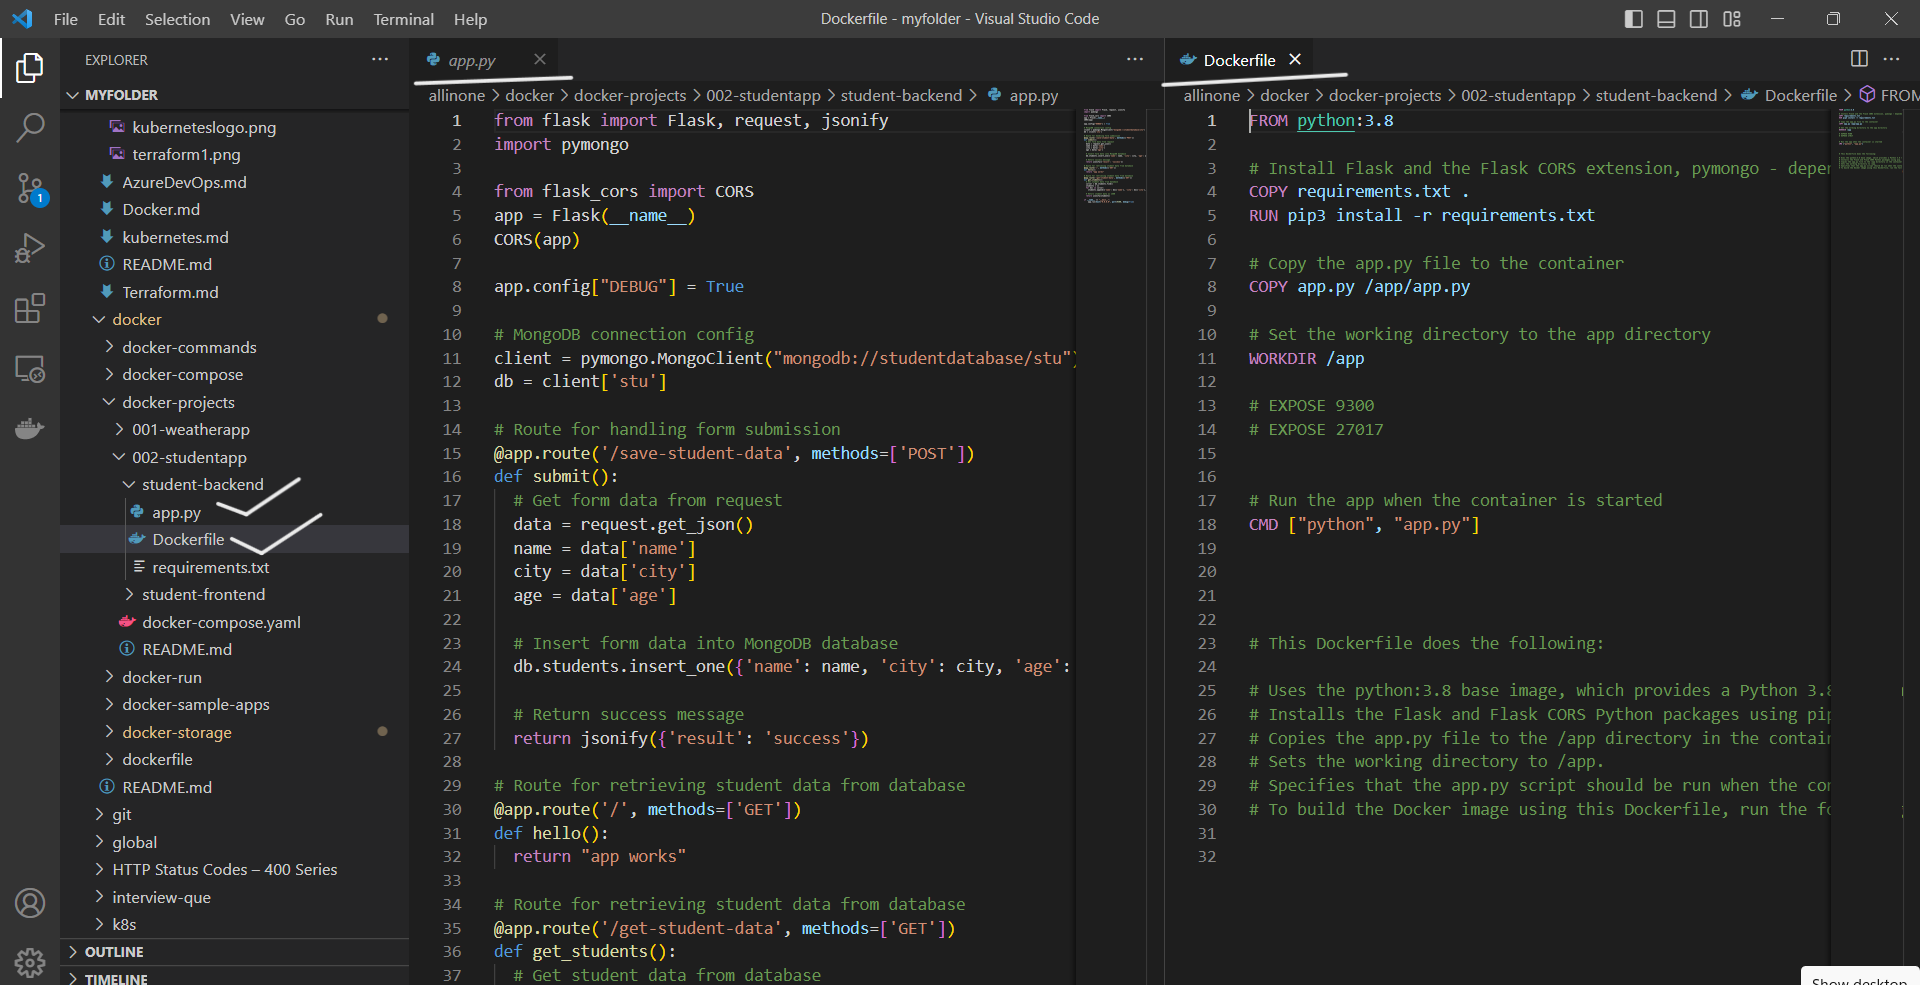 File Edit Selection View Go Run Terminal Help
Dockerfile - myfolder - Visual Studio Code
EXPLORER
MYFOLDER
kuberneteslogo.png
terraform1.png
AzureDevOps.md
Docker.md
kubernetes.md
README.md
Terraform.md
docker
docker-commands
docker-compose
docker-projects
001-weatherapp
002-studentapp
student-backend
app.py
Dockerfile
requirements.txt
student-frontend
docker-compose.yaml
README.md
docker-run
docker-sample-apps
docker-storage
dockerfile
README.md
git
global
HTTP Status Codes – 400 Series
interview-que
k8s
OUTLINE
TIMELINE
1
app.py
allinone > docker > docker-projects > 002-studentapp > student-backend > app.py
1 from flask import Flask, request, jsonify
2 import pymongo
3
4 from flask_cors import CORS
5 app = Flask(__name__)
6 CORS(app)
7
8 app.config["DEBUG"] = True
9
10 # MongoDB connection config
11 client = pymongo.MongoClient("mongodb://studentdatabase/stu")
12 db = client['stu']
13
14 # Route for handling form submission
15 @app.route('/save-student-data', methods=['POST'])
16 def submit():
17 # Get form data from request
18 data = request.get_json()
19 name = data['name']
20 city = data['city']
21 age = data['age']
22
23 # Insert form data into MongoDB database
24 db.students.insert_one({'name': name, 'city': city, 'age':
25
26 # Return success message
27 return jsonify({'result': 'success'})
28
29 # Route for retrieving student data from database
30 @app.route('/', methods=['GET'])
31 def hello():
32 return "app works"
33
34 # Route for retrieving student data from database
35 @app.route('/get-student-data', methods=['GET'])
36 def get_students():
37 # Get student data from database
Dockerfile
allinone > docker > docker-projects > 002-studentapp > student-backend > Dockerfile > FROM
1 FROM python:3.8
2
3 # Install Flask and the Flask CORS extension, pymongo - deper
4 COPY requirements.txt .
5 RUN pip3 install -r requirements.txt
6
7 # Copy the app.py file to the container
8 COPY app.py /app/app.py
9
10 # Set the working directory to the app directory
11 WORKDIR /app
12
13 # EXPOSE 9300
14 # EXPOSE 27017
15
16
17 # Run the app when the container is started
18 CMD ["python", "app.py"]
19
20
21
22
23 # This Dockerfile does the following:
24
25 # Uses the python:3.8 base image, which provides a Python 3.8
26 # Installs the Flask and Flask CORS Python packages using pip
27 # Copies the app.py file to the /app directory in the contair
28 # Sets the working directory to /app.
29 # Specifies that the app.py script should be run when the cor
30 # To build the Docker image using this Dockerfile, run the fo
31
32
Show desktop